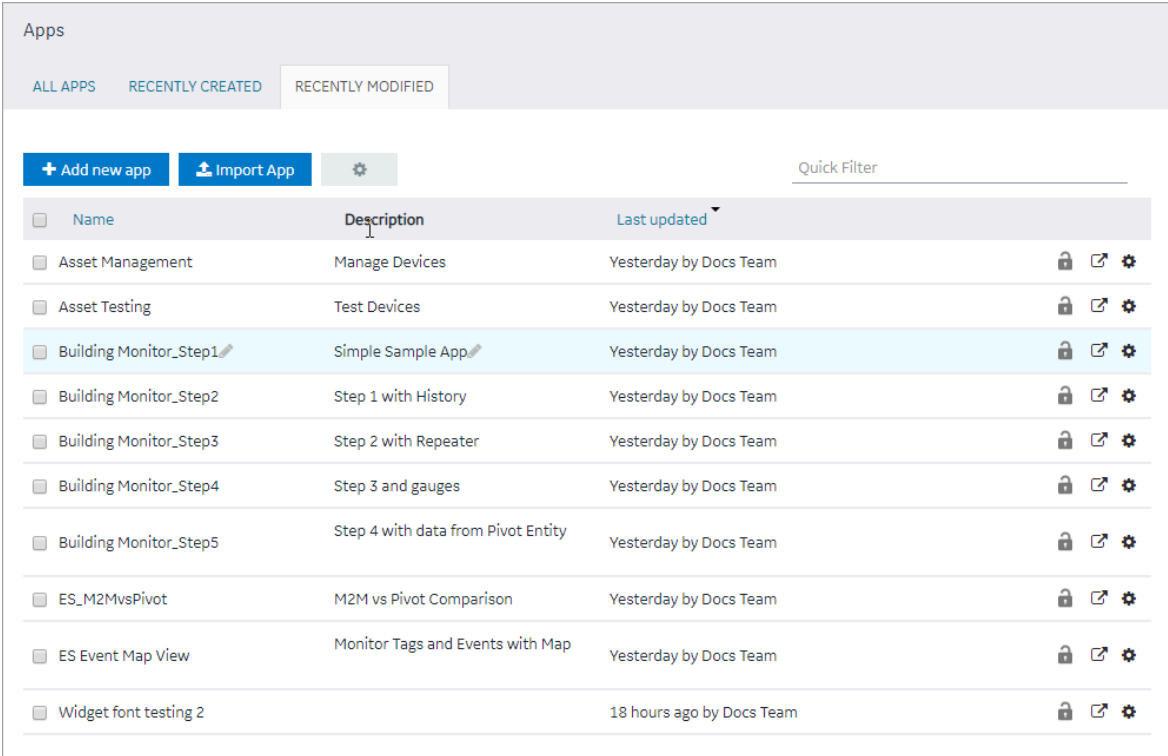 Apps
ALL APPS RECENTLY CREATED RECENTLY MODIFIED
Add new app Import App Quick Filter
Name Description Last updated
Asset Management Manage Devices Yesterday by Docs Team
Asset Testing Test Devices Yesterday by Docs Team
Building Monitor_Step1 Simple Sample App Yesterday by Docs Team
Building Monitor_Step2 Step 1 with History Yesterday by Docs Team
Building Monitor_Step3 Step 2 with Repeater Yesterday by Docs Team
Building Monitor_Step4 Step 3 and gauges Yesterday by Docs Team
Building Monitor_Step5 Step 4 with data from Pivot Entity Yesterday by Docs Team
ES_M2MvsPivot M2M vs Pivot Comparison Yesterday by Docs Team
ES Event Map View Monitor Tags and Events with Map Yesterday by Docs Team
Widget font testing 2 18 hours ago by Docs Team